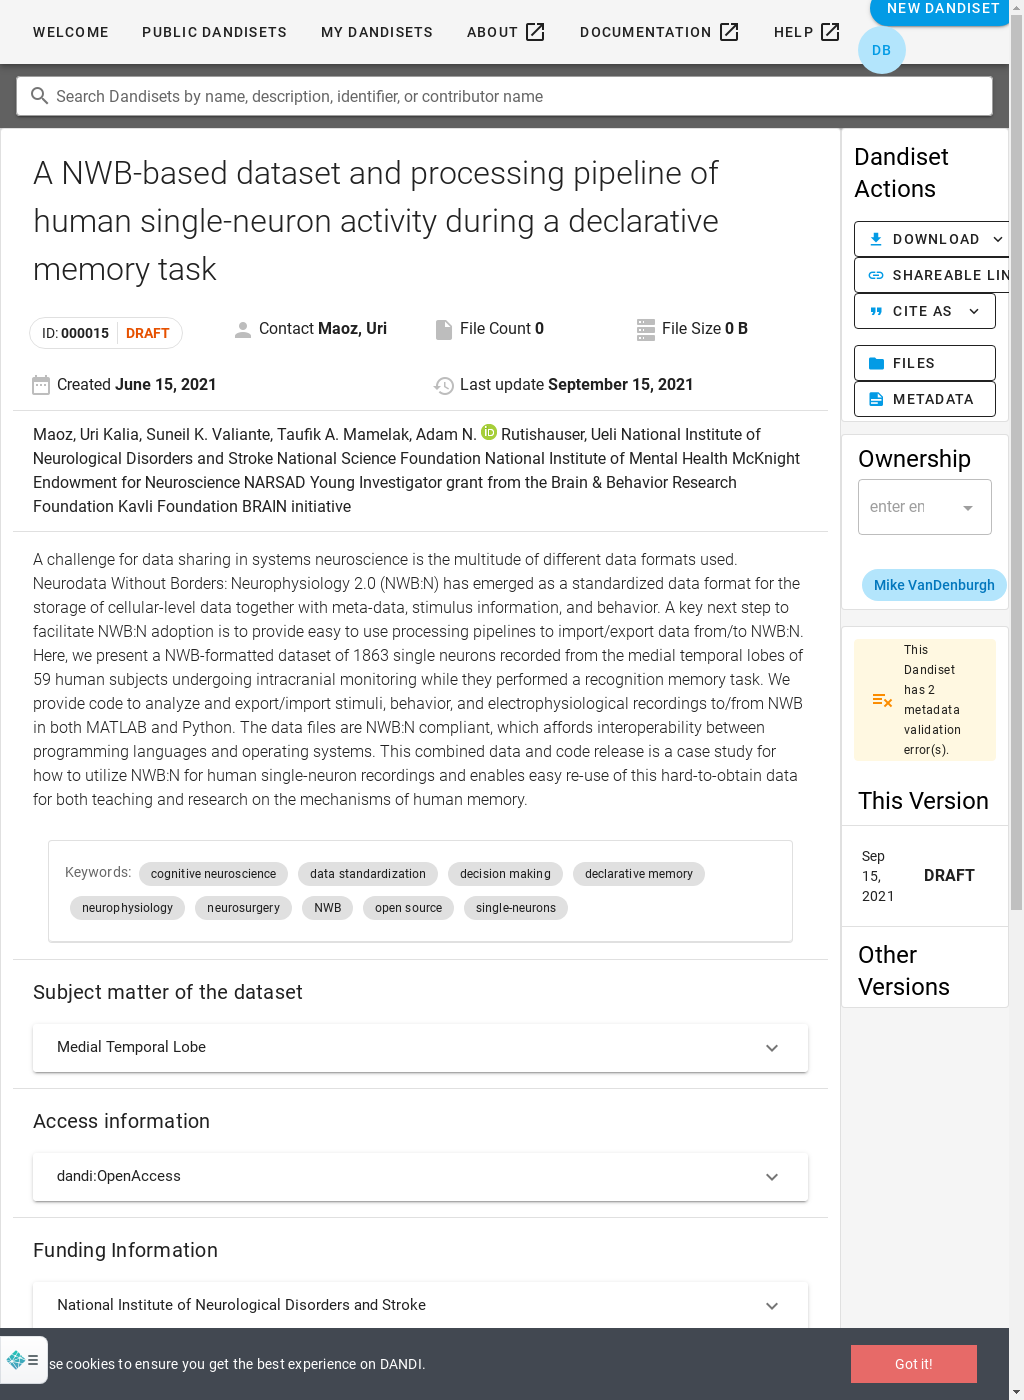 WELCOME PUBLIC DANDISETS MY DANDISETS ABOUT DOCUMENTATION HELP NEW DANDISET
DB
Search Dandisets by name, description, identifier, or contributor name
A NWB-based dataset and processing pipeline of
human single-neuron activity during a declarative
memory task
ID: 000015 DRAFT
Contact Maoz, Uri
File Count 0
File Size 0 B
Created June 15, 2021
Last update September 15, 2021
Maoz, Uri Kalia, Suneil K. Valiante, Taufik A. Mamelak, Adam N. iD Rutishauser, Ueli National Institute of
Neurological Disorders and Stroke National Science Foundation National Institute of Mental Health McKnight
Endowment for Neuroscience NARSAD Young Investigator grant from the Brain & Behavior Research
Foundation Kavli Foundation BRAIN initiative
A challenge for data sharing in systems neuroscience is the multitude of different data formats used.
Neurodata Without Borders: Neurophysiology 2.0 (NWB:N) has emerged as a standardized data format for the
storage of cellular-level data together with meta-data, stimulus information, and behavior. A key next step to
facilitate NWB:N adoption is to provide easy to use processing pipelines to import/export data from/to NWB:N.
Here, we present a NWB-formatted dataset of 1863 single neurons recorded from the medial temporal lobes of
59 human subjects undergoing intracranial monitoring while they performed a recognition memory task. We
provide code to analyze and export/import stimuli, behavior, and electrophysiological recordings to/from NWB
in both MATLAB and Python. The data files are NWB:N compliant, which affords interoperability between
programming languages and operating systems. This combined data and code release is a case study for
how to utilize NWB:N for human single-neuron recordings and enables easy re-use of this hard-to-obtain data
for both teaching and research on the mechanisms of human memory.
Keywords: cognitive neuroscience data standardization decision making declarative memory
neurophysiology neurosurgery NWB open source single-neurons
Subject matter of the dataset
Medial Temporal Lobe
Access information
dandi:OpenAccess
Funding Information
National Institute of Neurological Disorders and Stroke
Dandiset
Actions
DOWNLOAD
SHAREABLE LIN
CITE AS
FILES
METADATA
Ownership
enter en
Mike VanDenburgh
This
Dandiset
has 2
metadata
validation
error(s).
This Version
Sep
15,
2021
DRAFT
Other
Versions
se cookies to ensure you get the best experience on DANDI.
Got it!